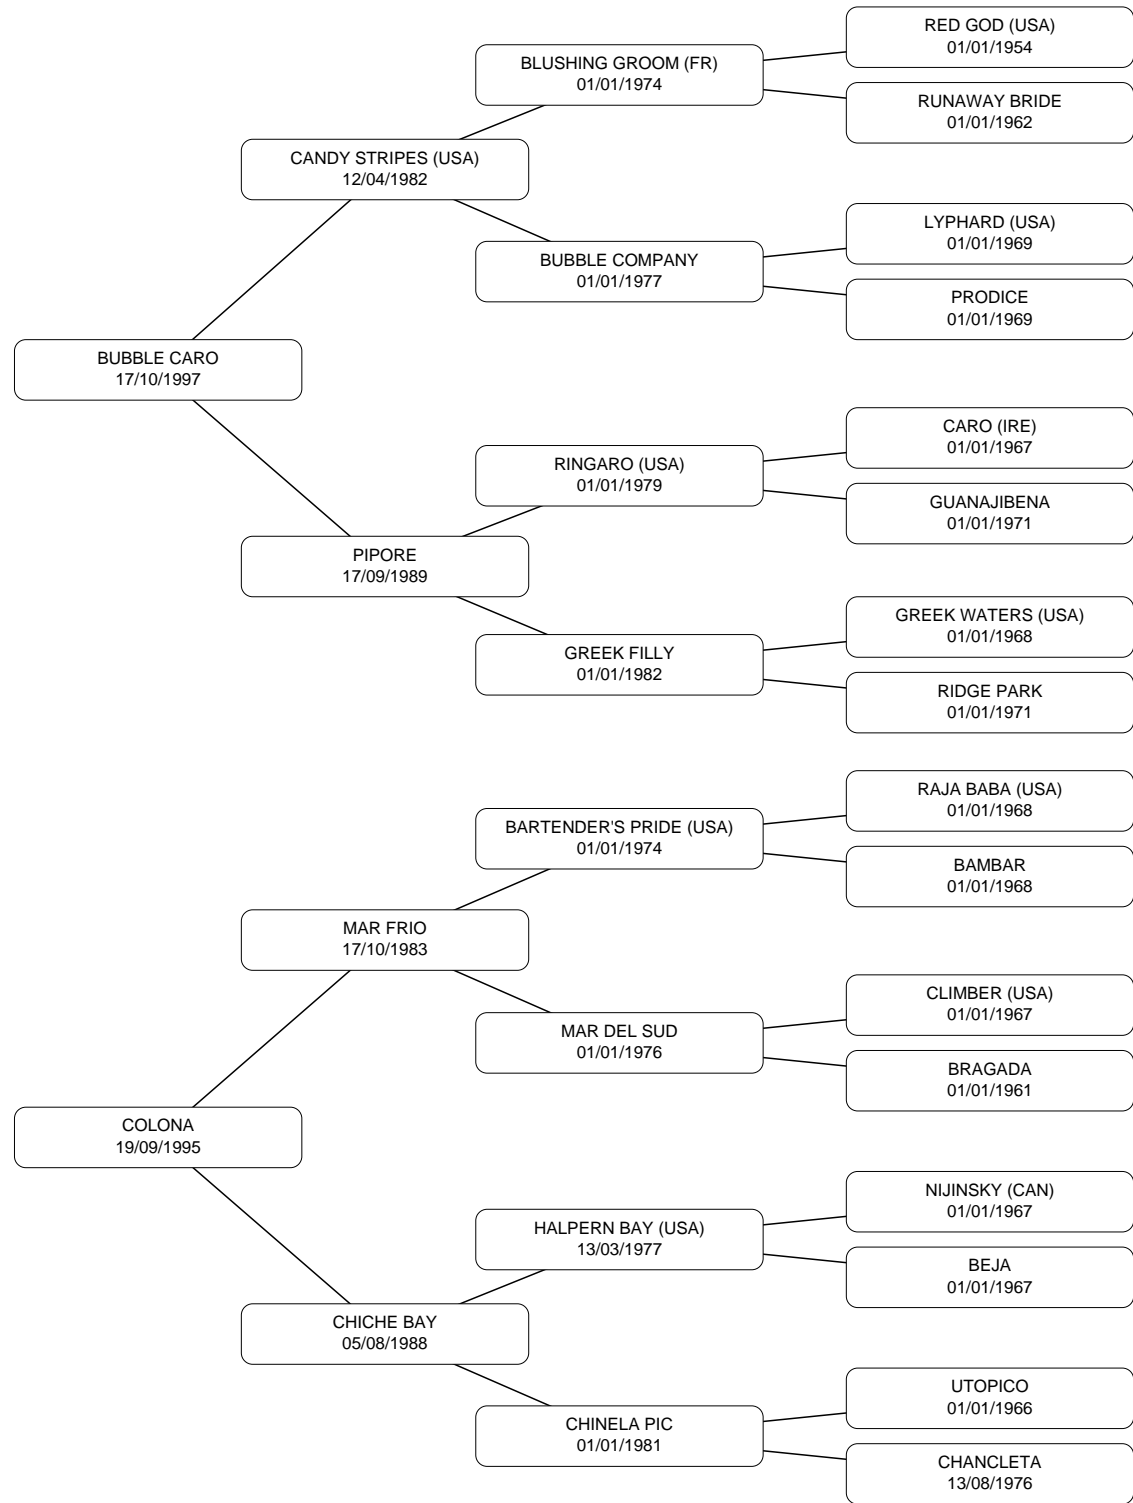 RED GOD (USA)
01/01/1954
BLUSHING GROOM (FR)
01/01/1974
RUNAWAY BRIDE
01/01/1962
CANDY STRIPES (USA)
12/04/1982
LYPHARD (USA)
01/01/1969
BUBBLE COMPANY
01/01/1977
PRODICE
01/01/1969
BUBBLE CARO
17/10/1997
CARO (IRE)
01/01/1967
RINGARO (USA)
01/01/1979
GUANAJIBENA
01/01/1971
PIPORE
17/09/1989
GREEK WATERS (USA)
01/01/1968
GREEK FILLY
01/01/1982
RIDGE PARK
01/01/1971
RAJA BABA (USA)
01/01/1968
BARTENDER'S PRIDE (USA)
01/01/1974
BAMBAR
01/01/1968
MAR FRIO
17/10/1983
CLIMBER (USA)
01/01/1967
MAR DEL SUD
01/01/1976
BRAGADA
01/01/1961
COLONA
19/09/1995
NIJINSKY (CAN)
01/01/1967
HALPERN BAY (USA)
13/03/1977
BEJA
01/01/1967
CHICHE BAY
05/08/1988
UTOPICO
01/01/1966
CHINELA PIC
01/01/1981
CHANCLETA
13/08/1976